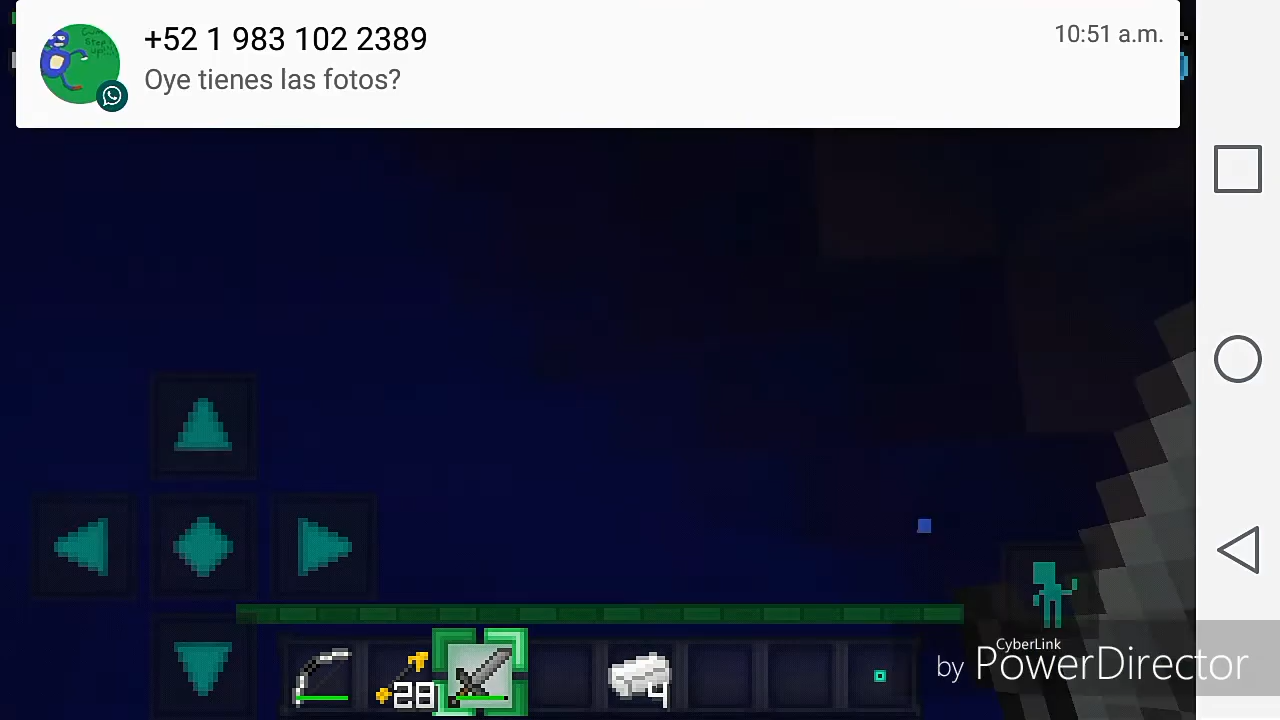 +52 1 983 102 2389
10:51 a.m.
Oye tienes las fotos?
28
4
CyberLink
by PowerDirector